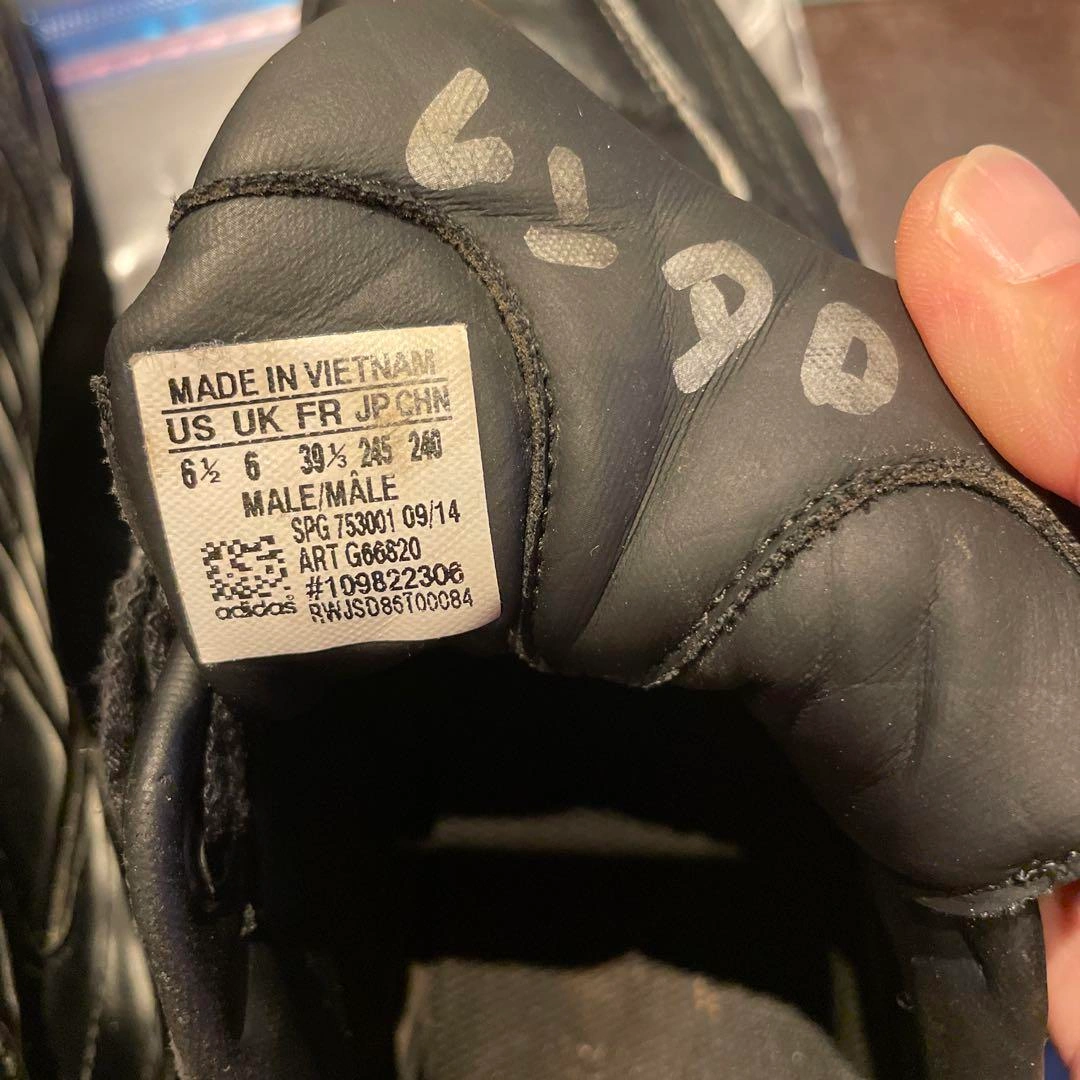 MADE IN VIETNAM
US UK FR JP CHN
6½ 6 39⅓ 245 240
MALE/MÂLE
SPG 753001 09/14
ART G66820
#109822306
adidas
RWJSD86T00084